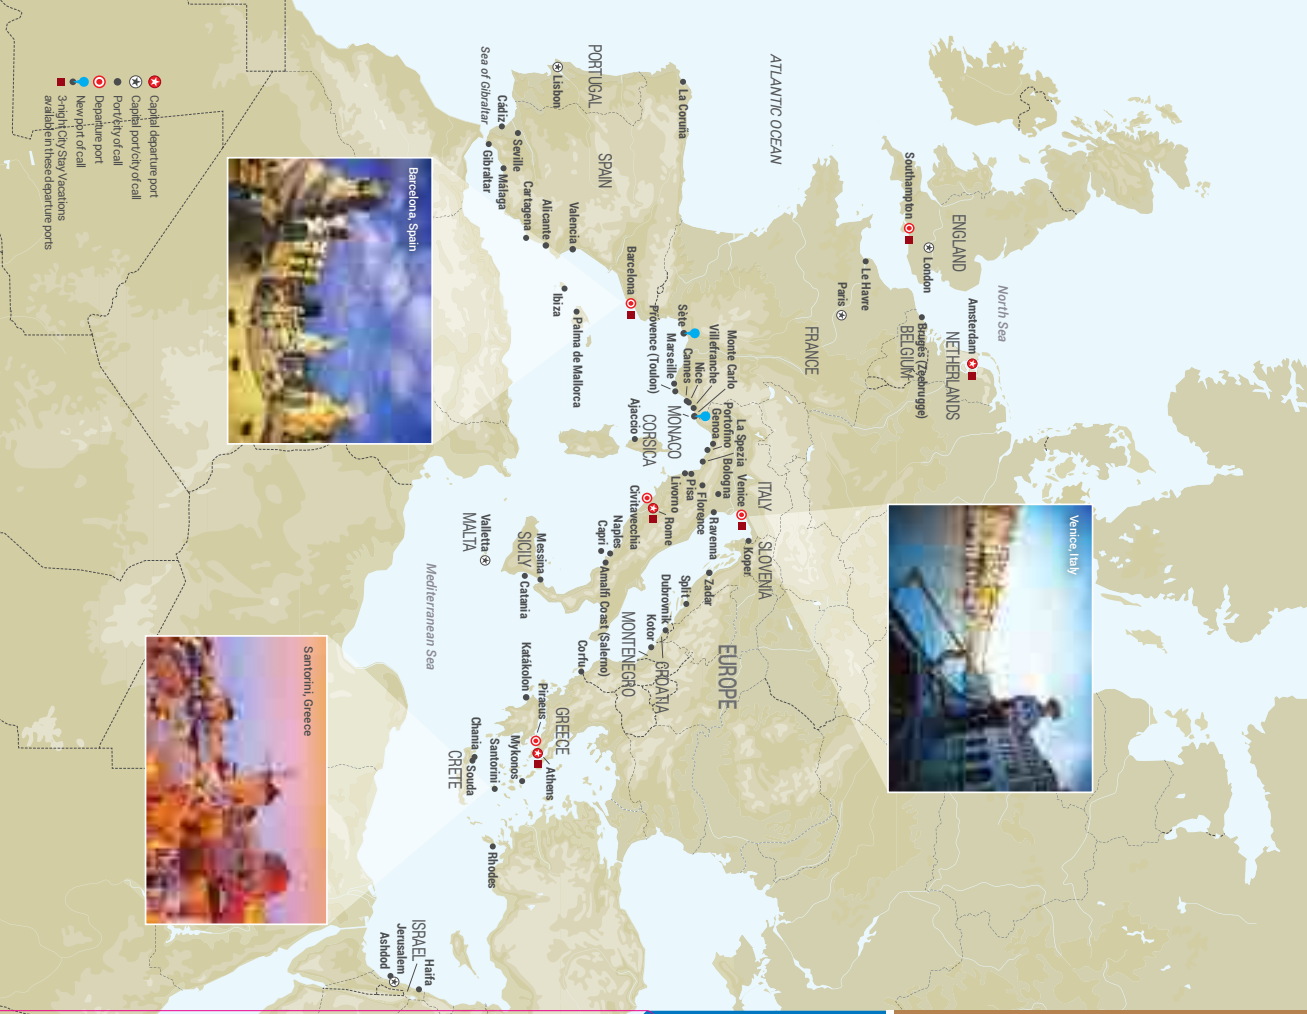 ATLANTIC OCEAN
North Sea
ENGLAND
London
Southampton
Amsterdam
NETHERLANDS
Bruges (Zeebrugge)
BELGIUM
Le Havre
Paris
FRANCE
La Coruña
PORTUGAL
Lisbon
SPAIN
Sea of Gibraltar
Cádiz
Seville
Gibraltar
Málaga
Cartagena
Alicante
Valencia
Barcelona
Ibiza
Palma de Mallorca
Sète
Provence (Toulon)
Marseille
Cannes
Nice
Villefranche
Monte Carlo
MONACO
CORSICA
Ajaccio
Genoa
Portofino
La Spezia
Bologna
Venice
ITALY
Pisa
Livorno
Florence
Ravenna
Rome
Civitavecchia
Naples
Capri
Amalfi Coast (Salerno)
Messina
SICILY
Catania
Valletta
MALTA
Mediterranean Sea
Koper
SLOVENIA
Zadar
Split
Dubrovnik
Kotor
CROATIA
MONTENEGRO
EUROPE
Corfu
Katákolon
Piraeus
GREECE
Athens
Mykonos
Santorini
Chania
Souda
CRETE
Rhodes
ISRAEL
Haifa
Jerusalem
Ashdod
Venice, Italy
Barcelona, Spain
Santorini, Greece
Capital departure port
Capital port/city of call
Port/city of call
Departure port
New port of call
3-night City Stay Vacations
available in these departure ports